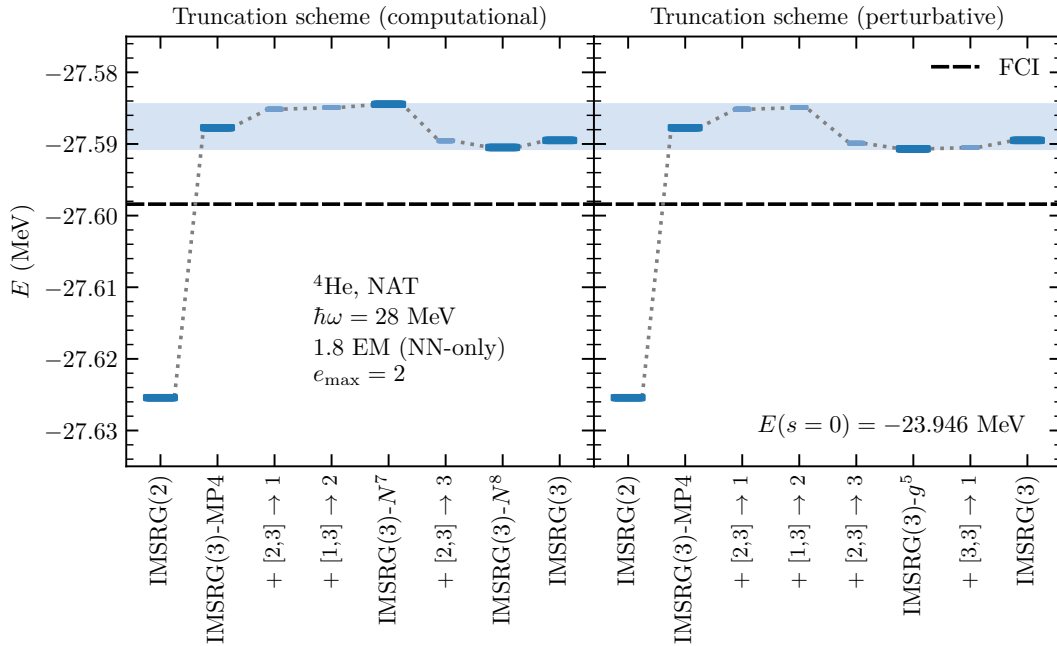 Truncation scheme (computational)
Truncation scheme (perturbative)
E (MeV)
−27.58
−27.59
−27.60
−27.61
−27.62
−27.63
⁴He, NAT
ℏω = 28 MeV
1.8 EM (NN-only)
e_max = 2
FCI
E(s = 0) = −23.946 MeV
IMSRG(2)
IMSRG(3)-MP4
+ [2,3] → 1
+ [1,3] → 2
IMSRG(3)-N⁷
+ [2,3] → 3
IMSRG(3)-N⁸
IMSRG(3)
IMSRG(2)
IMSRG(3)-MP4
+ [2,3] → 1
+ [1,3] → 2
+ [2,3] → 3
IMSRG(3)-g⁵
+ [3,3] → 1
IMSRG(3)